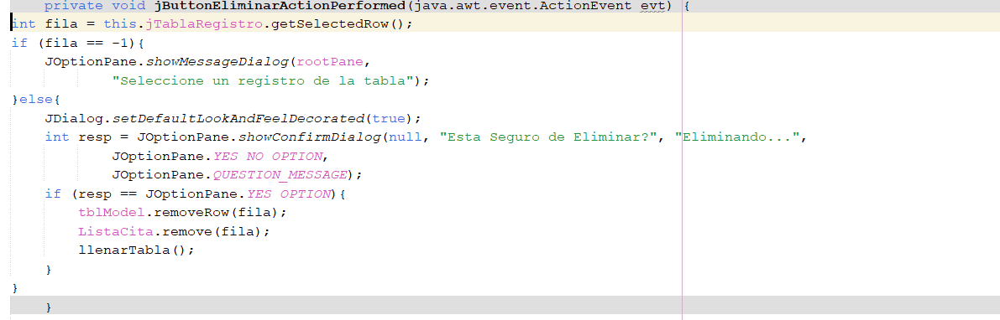 private void jButtonEliminarActionPerformed(java.awt.event.ActionEvent evt) {
int fila = this.jTablaRegistro.getSelectedRow();
if (fila == -1){
JOptionPane.showMessageDialog(rootPane,
"Seleccione un registro de la tabla");
}else{
JDialog.setDefaultLookAndFeelDecorated(true);
int resp = JOptionPane.showConfirmDialog(null, "Esta Seguro de Eliminar?", "Eliminando...",
JOptionPane.YES_NO_OPTION,
JOptionPane.QUESTION_MESSAGE);
if (resp == JOptionPane.YES_OPTION){
tblModel.removeRow(fila);
ListaCita.remove(fila);
llenarTabla();
}
}
}